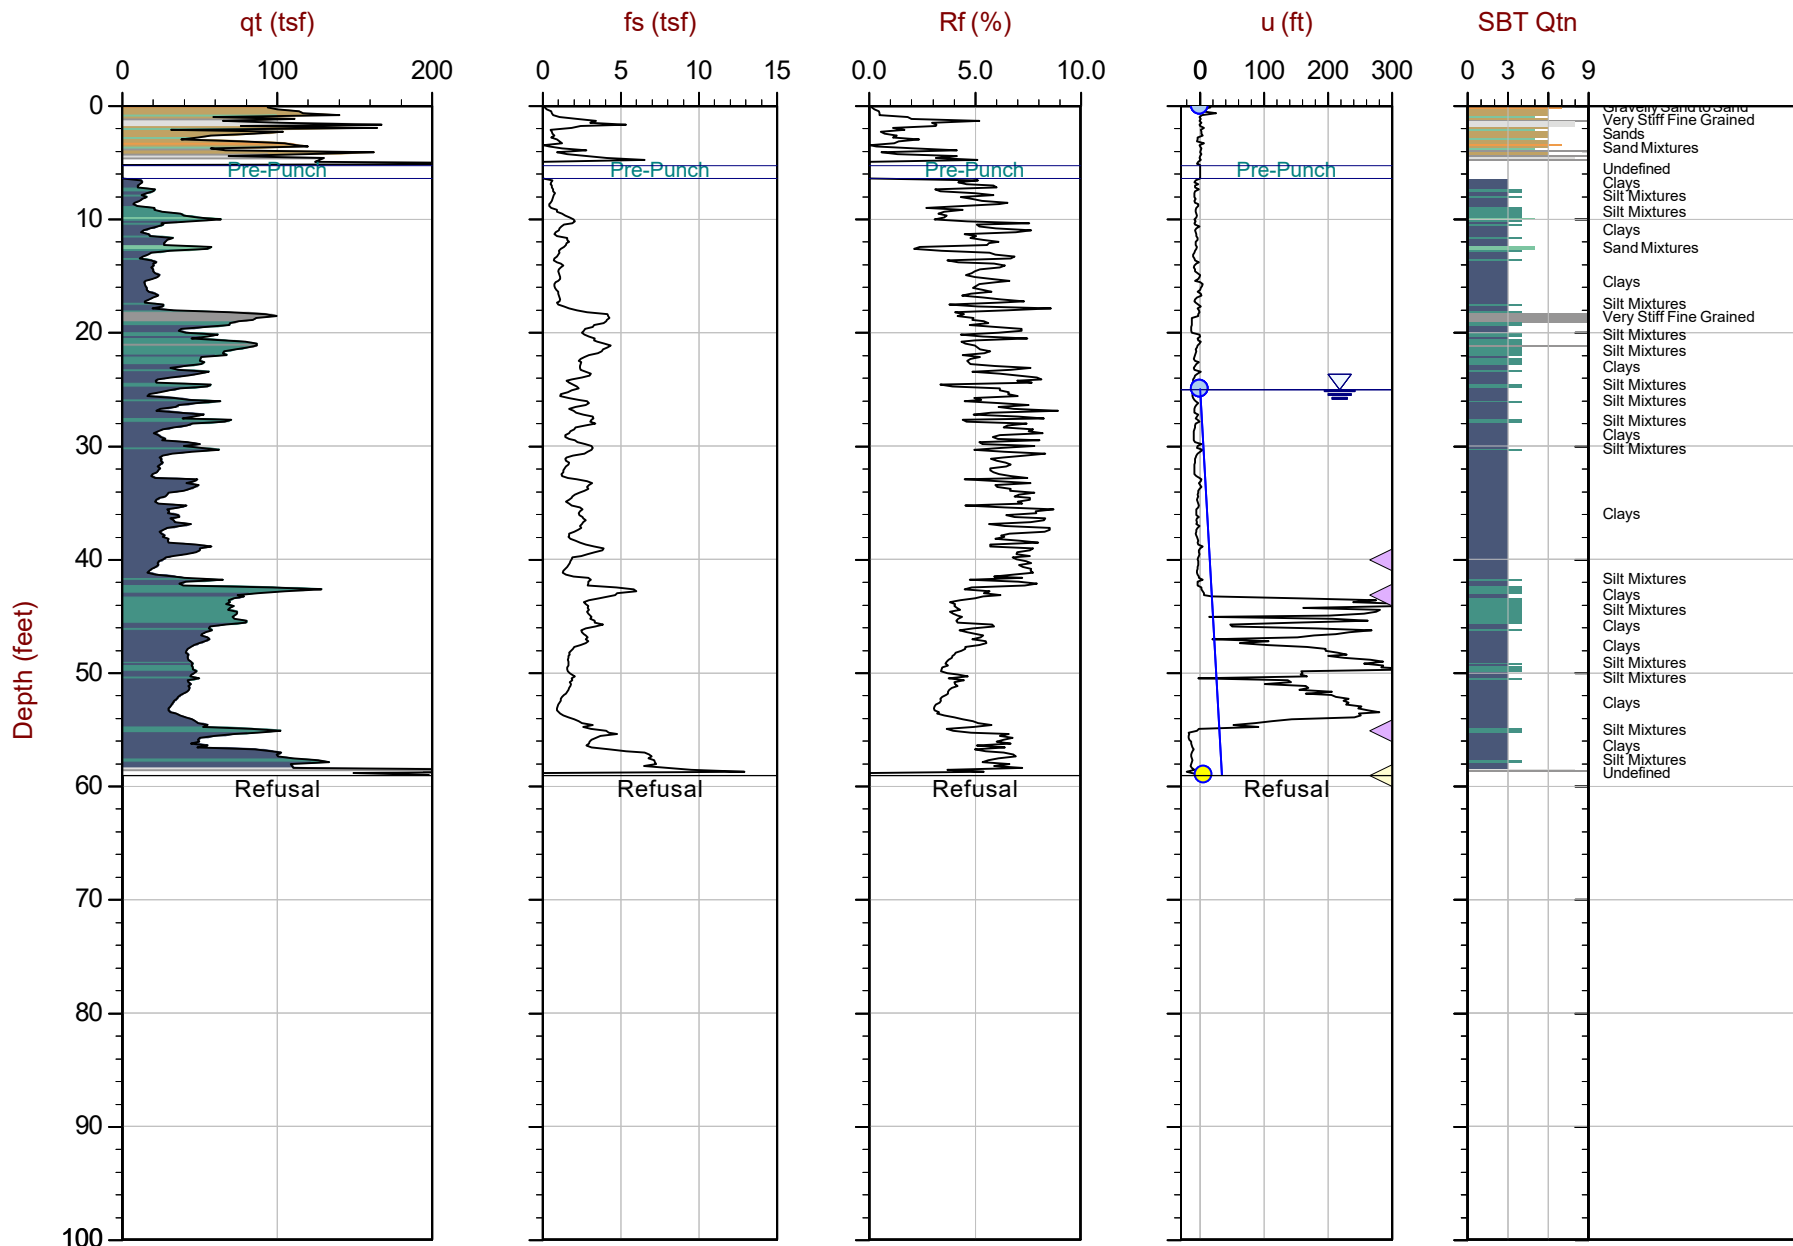 qt (tsf) fs (tsf) Rf (%) u (ft) SBT Qtn
0 100 200 0 5 10 15 0.0 5.0 10.0 0 100 200 300 0 3 6 9
0
Gravelly Sand to Sand
Very Stiff Fine Grained
Sands
Sand Mixtures
Pre-Punch Pre-Punch Pre-Punch Pre-Punch Undefined
Clays
Silt Mixtures
Silt Mixtures
10
Clays
Sand Mixtures
Clays
Silt Mixtures
Very Stiff Fine Grained
20
Silt Mixtures
Silt Mixtures
Clays
Silt Mixtures
Silt Mixtures
Silt Mixtures
Clays
30
Silt Mixtures
Clays
40
Silt Mixtures
Clays
Silt Mixtures
Clays
Clays
Silt Mixtures
50
Silt Mixtures
Clays
Silt Mixtures
Clays
Silt Mixtures
Undefined
60
Refusal Refusal Refusal Refusal
Depth (feet)
70
80
90
100